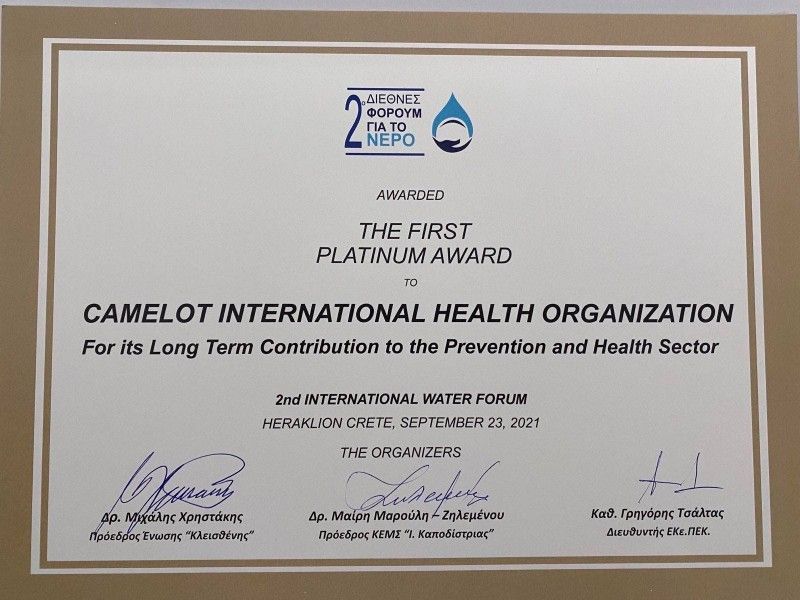 2ο ΔΙΕΘΝΕΣ
ΦΟΡΟΥΜ
ΓΙΑ ΤΟ
ΝΕΡΟ
AWARDED
THE FIRST
PLATINUM AWARD
TO
CAMELOT INTERNATIONAL HEALTH ORGANIZATION
For its Long Term Contribution to the Prevention and Health Sector
2nd INTERNATIONAL WATER FORUM
HERAKLION CRETE, SEPTEMBER 23, 2021
THE ORGANIZERS
Δρ. Μιχάλης Χρηστάκης
Πρόεδρος Ένωσης "Κλεισθένης"
Δρ. Μαίρη Μαρούλη – Ζηλεμένου
Πρόεδρος ΚΕΜΣ "Ι. Καποδίστριας"
Καθ. Γρηγόρης Τσάλτας
Διευθυντής ΕΚε.ΠΕΚ.